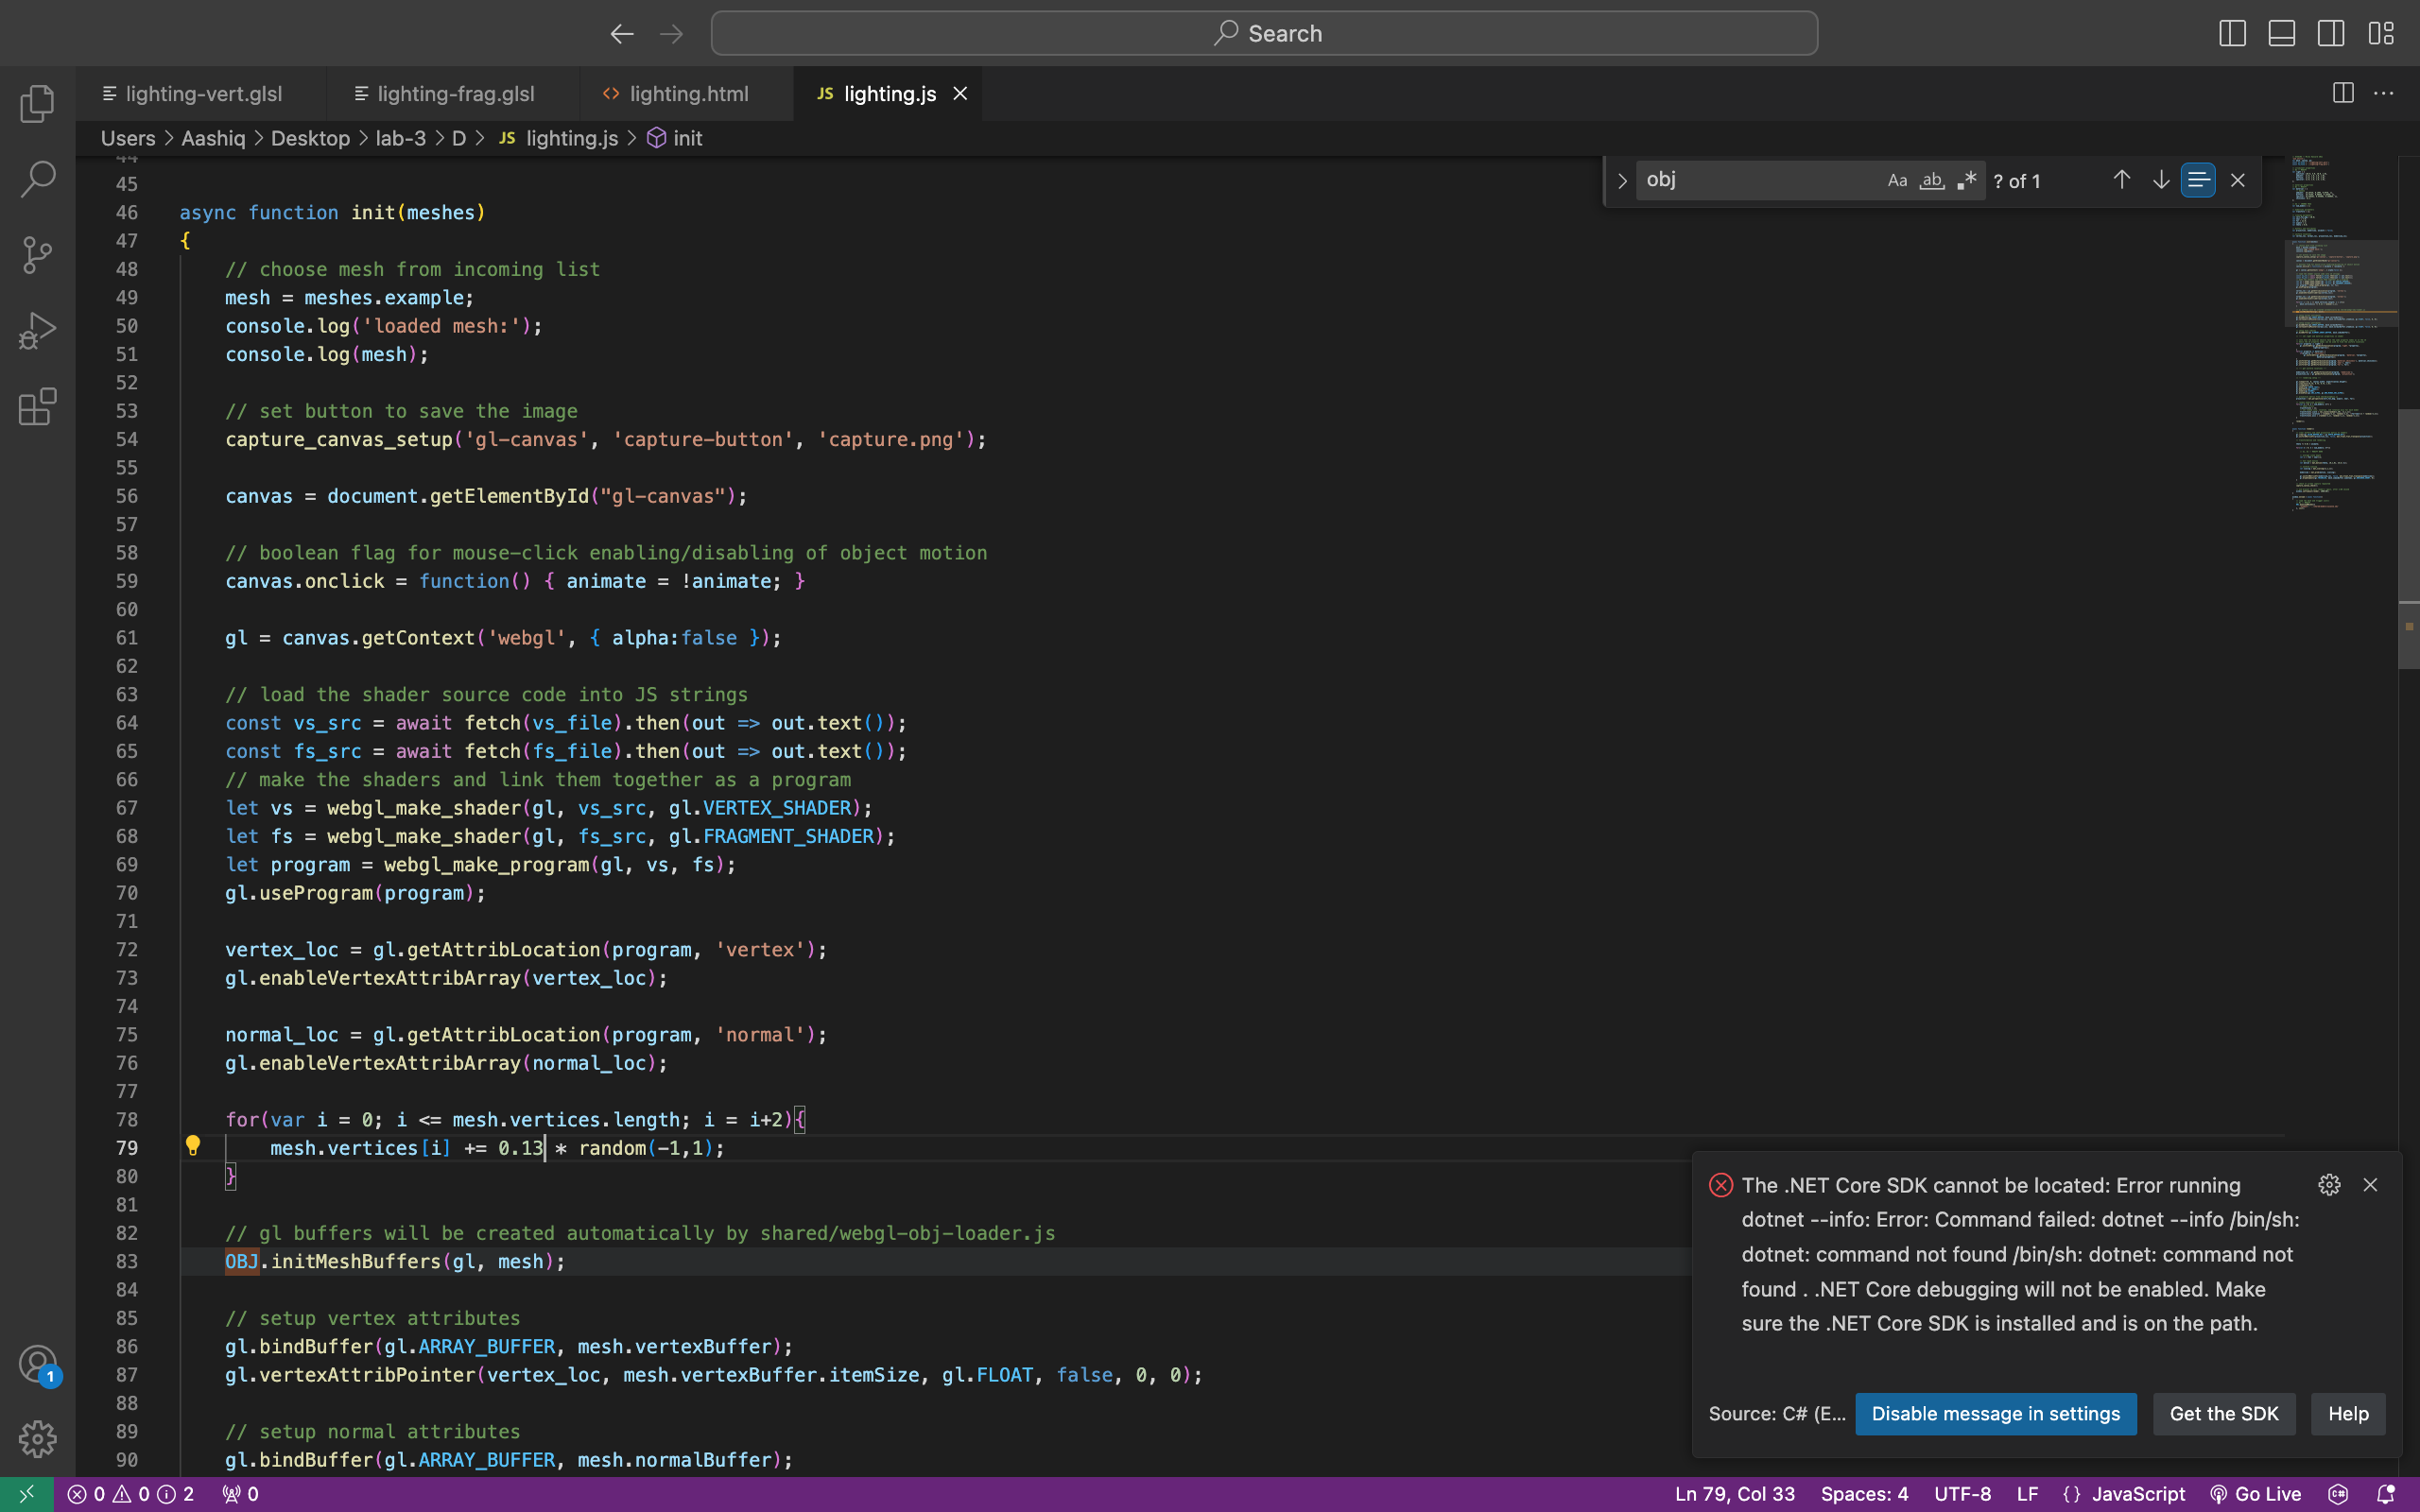 Search
lighting-vert.glsl lighting-frag.glsl <> lighting.html JS lighting.js ×
Users > Aashiq > Desktop > lab-3 > D > JS lighting.js > init
obj Aa ab .* ? of 1
44
45
46 async function init(meshes)
47 {
48 // choose mesh from incoming list
49 mesh = meshes.example;
50 console.log('loaded mesh:');
51 console.log(mesh);
52
53 // set button to save the image
54 capture_canvas_setup('gl-canvas', 'capture-button', 'capture.png');
55
56 canvas = document.getElementById("gl-canvas");
57
58 // boolean flag for mouse-click enabling/disabling of object motion
59 canvas.onclick = function() { animate = !animate; }
60
61 gl = canvas.getContext('webgl', { alpha:false });
62
63 // load the shader source code into JS strings
64 const vs_src = await fetch(vs_file).then(out => out.text());
65 const fs_src = await fetch(fs_file).then(out => out.text());
66 // make the shaders and link them together as a program
67 let vs = webgl_make_shader(gl, vs_src, gl.VERTEX_SHADER);
68 let fs = webgl_make_shader(gl, fs_src, gl.FRAGMENT_SHADER);
69 let program = webgl_make_program(gl, vs, fs);
70 gl.useProgram(program);
71
72 vertex_loc = gl.getAttribLocation(program, 'vertex');
73 gl.enableVertexAttribArray(vertex_loc);
74
75 normal_loc = gl.getAttribLocation(program, 'normal');
76 gl.enableVertexAttribArray(normal_loc);
77
78 for(var i = 0; i <= mesh.vertices.length; i = i+2){
79 mesh.vertices[i] += 0.13 * random(-1,1);
80 }
81
82 // gl buffers will be created automatically by shared/webgl-obj-loader.js
83 OBJ.initMeshBuffers(gl, mesh);
84
85 // setup vertex attributes
86 gl.bindBuffer(gl.ARRAY_BUFFER, mesh.vertexBuffer);
87 gl.vertexAttribPointer(vertex_loc, mesh.vertexBuffer.itemSize, gl.FLOAT, false, 0, 0);
88
89 // setup normal attributes
90 gl.bindBuffer(gl.ARRAY_BUFFER, mesh.normalBuffer);
The .NET Core SDK cannot be located: Error running
dotnet --info: Error: Command failed: dotnet --info /bin/sh:
dotnet: command not found /bin/sh: dotnet: command not
found . .NET Core debugging will not be enabled. Make
sure the .NET Core SDK is installed and is on the path.
Source: C# (E... Disable message in settings Get the SDK Help
1
0 0 2 0 Ln 79, Col 33 Spaces: 4 UTF-8 LF {} JavaScript Go Live